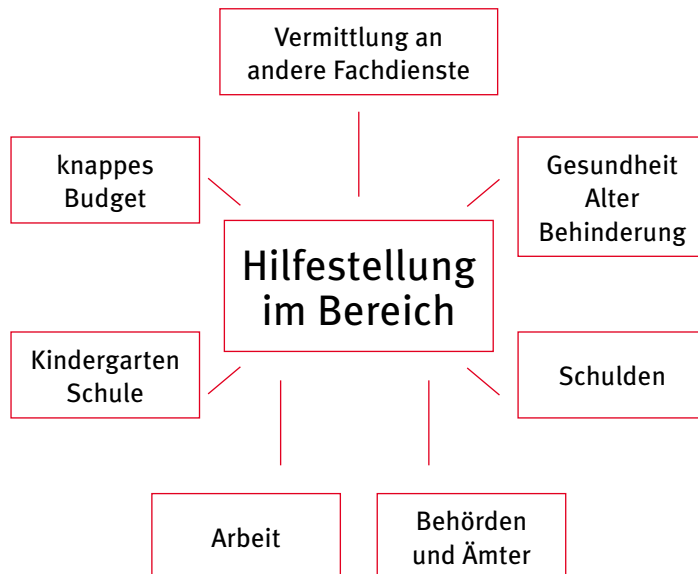 Vermittlung an
andere Fachdienste
knappes
Budget
Gesundheit
Alter
Behinderung
Hilfestellung
im Bereich
Kindergarten
Schule
Schulden
Arbeit
Behörden
und Ämter